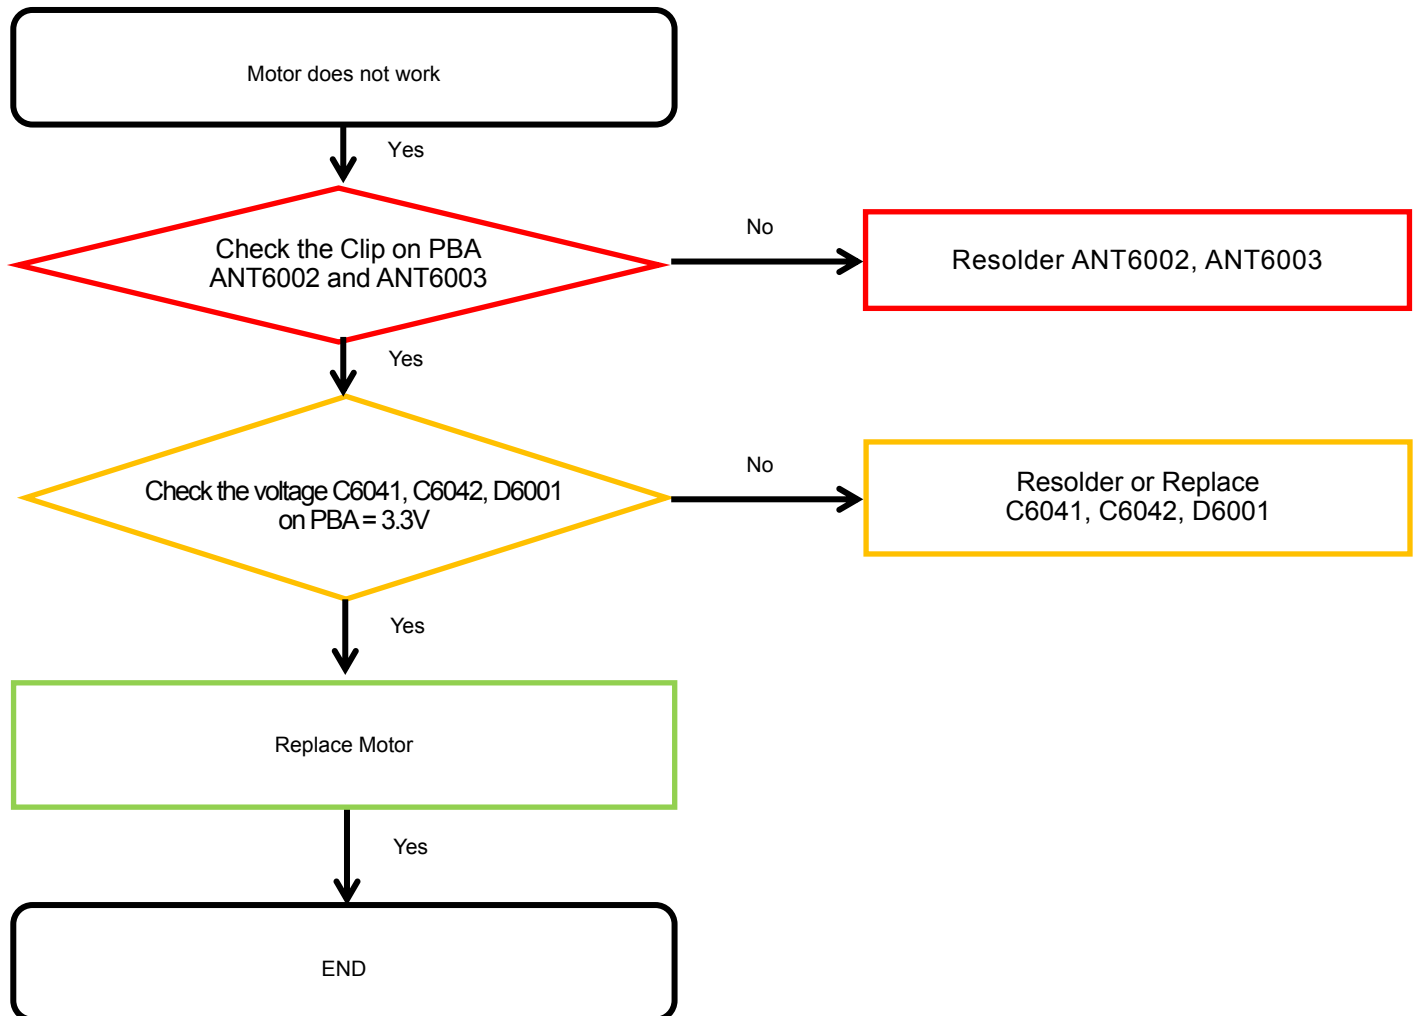 Motor does not work
Yes
Check the Clip on PBA
ANT6002 and ANT6003
No
Resolder ANT6002, ANT6003
Yes
Check the voltage C6041, C6042, D6001
on PBA = 3.3V
No
Resolder or Replace
C6041, C6042, D6001
Yes
Replace Motor
Yes
END